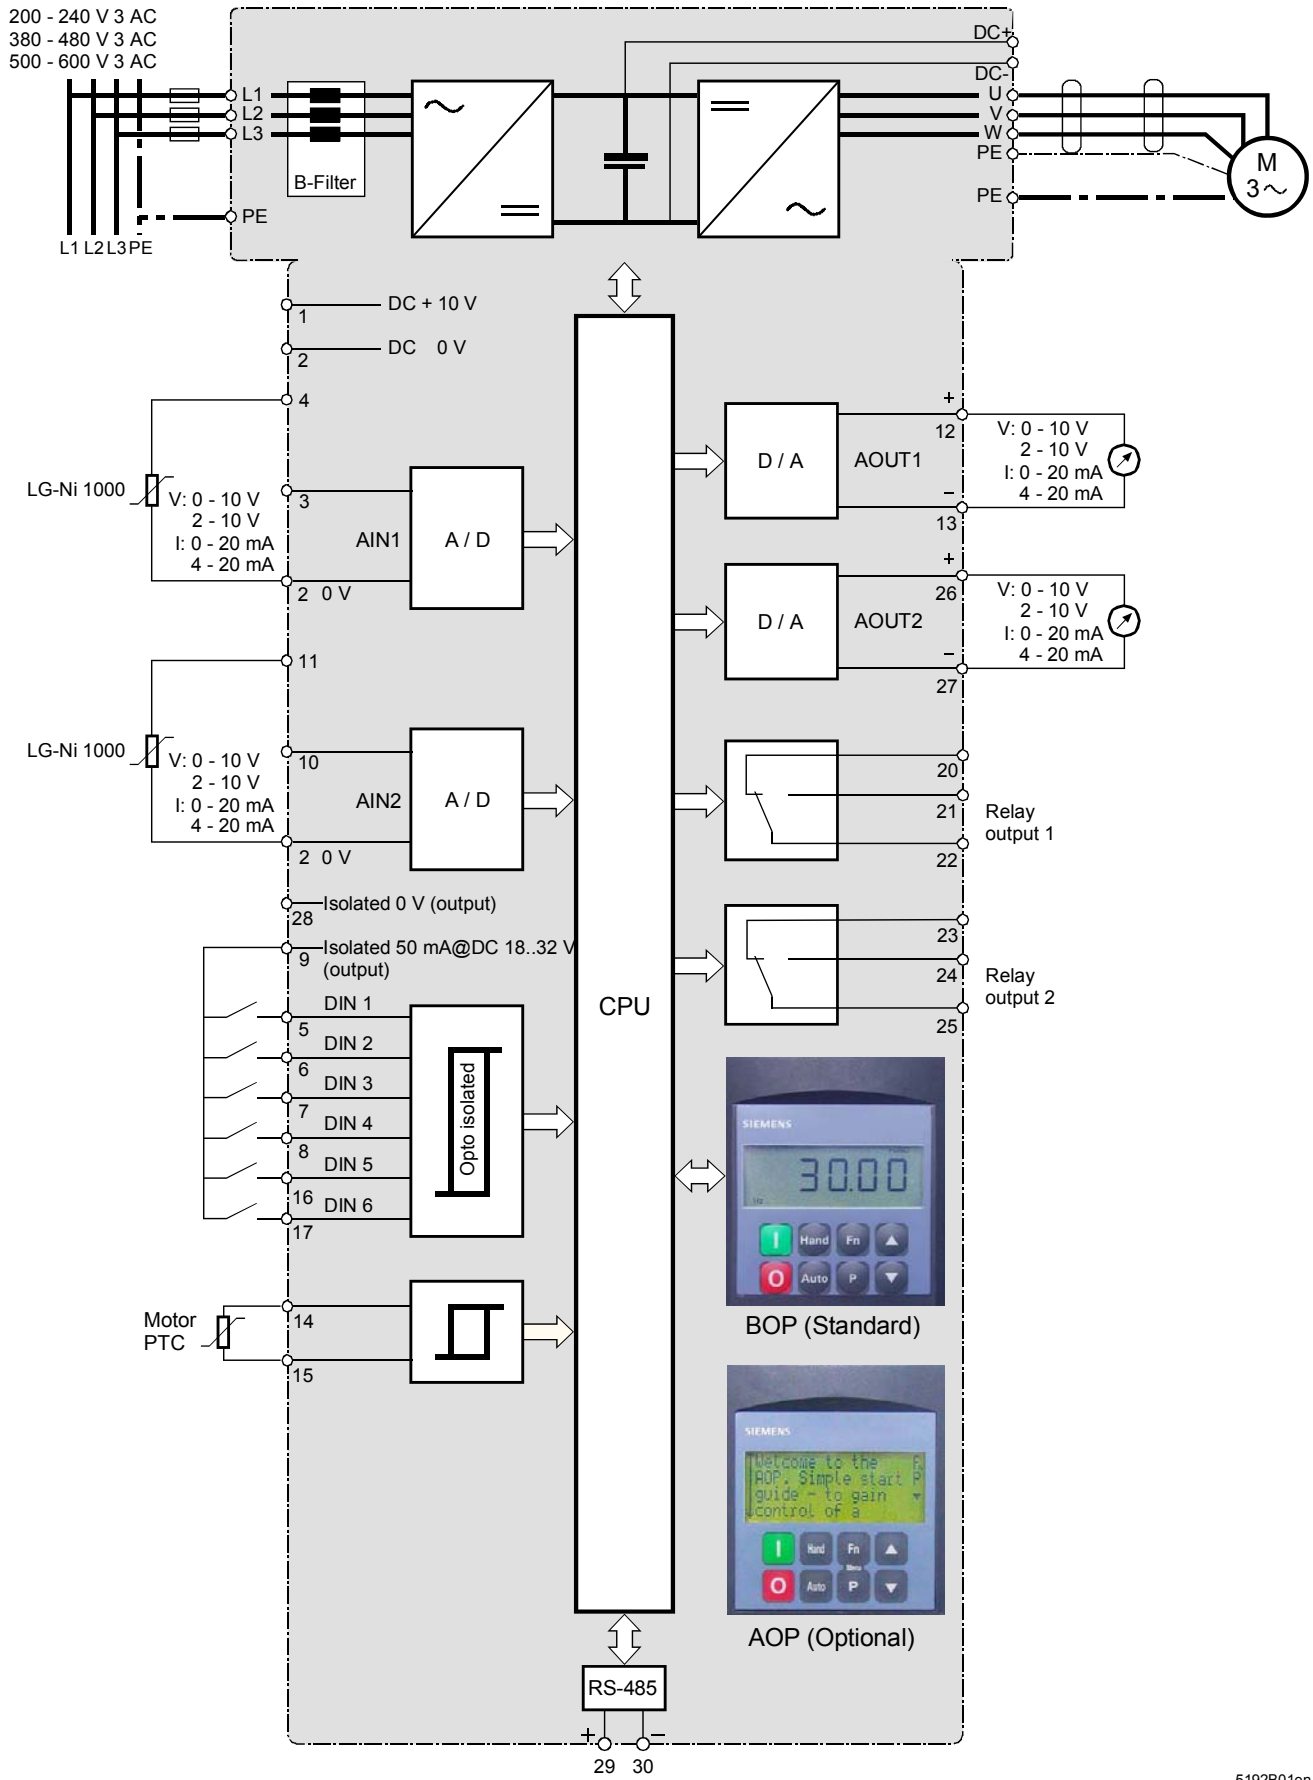 200 - 240 V 3 AC
380 - 480 V 3 AC
500 - 600 V 3 AC
DC+
DC-
L1
L2
L3
U
V
W
PE
B-Filter
M
3
PE
PE
L1 L2 L3 PE
1
DC + 10 V
2
DC 0 V
4
LG-Ni 1000
V: 0 - 10 V
2 - 10 V
I: 0 - 20 mA
4 - 20 mA
3
AIN1
A / D
2 0 V
11
LG-Ni 1000
V: 0 - 10 V
2 - 10 V
I: 0 - 20 mA
4 - 20 mA
10
AIN2
A / D
2 0 V
28
Isolated 0 V (output)
9
Isolated 50 mA@DC 18..32 V
(output)
DIN 1
5
DIN 2
6
DIN 3
7
DIN 4
8
DIN 5
16
DIN 6
17
Opto isolated
Motor
PTC
14
15
CPU
D / A
AOUT1
+
12
−
13
V: 0 - 10 V
2 - 10 V
I: 0 - 20 mA
4 - 20 mA
D / A
AOUT2
+
26
−
27
V: 0 - 10 V
2 - 10 V
I: 0 - 20 mA
4 - 20 mA
20
21
22
Relay
output 1
23
24
25
Relay
output 2
SIEMENS
30.00
I Hand Fn
O Auto P
BOP (Standard)
SIEMENS
Welcome to the
AOP. Simple start P
guide - to gain
control of a
I Hand Fn
Menu
O Auto P
AOP (Optional)
RS-485
+ −
29 30